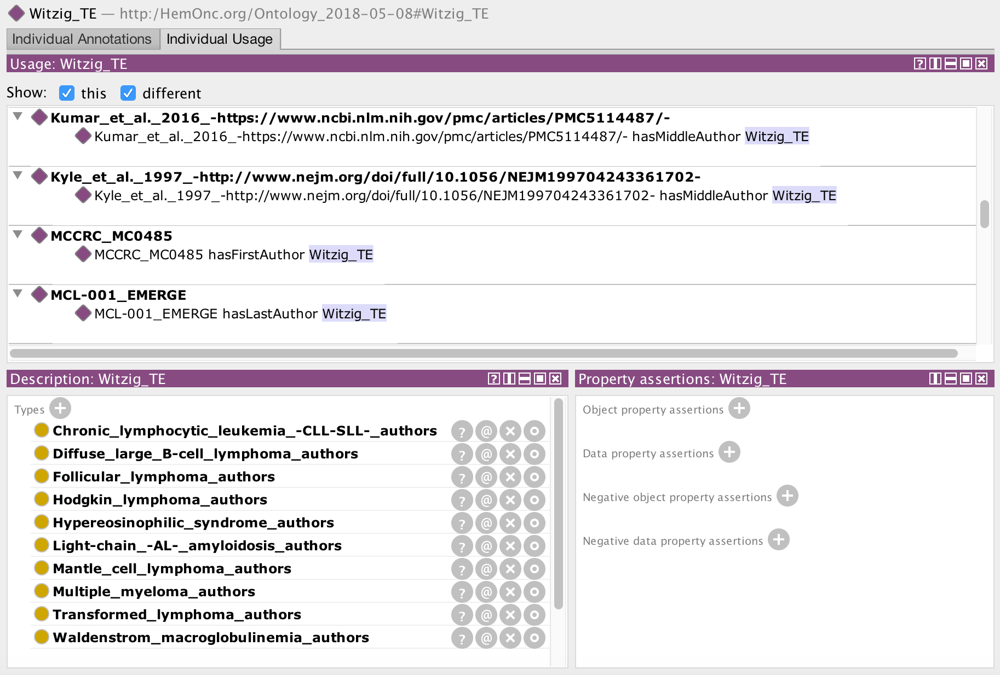 Witzig_TE — http:/HemOnc.org/Ontology_2018-05-08#Witzig_TE
Individual Annotations Individual Usage
Usage: Witzig_TE
Show: this different
Kumar_et_al._2016_-https://www.ncbi.nlm.nih.gov/pmc/articles/PMC5114487/-
Kumar_et_al._2016_-https://www.ncbi.nlm.nih.gov/pmc/articles/PMC5114487/- hasMiddleAuthor Witzig_TE
Kyle_et_al._1997_-http://www.nejm.org/doi/full/10.1056/NEJM199704243361702-
Kyle_et_al._1997_-http://www.nejm.org/doi/full/10.1056/NEJM199704243361702- hasMiddleAuthor Witzig_TE
MCCRC_MC0485
MCCRC_MC0485 hasFirstAuthor Witzig_TE
MCL-001_EMERGE
MCL-001_EMERGE hasLastAuthor Witzig_TE
Description: Witzig_TE
Types
Chronic_lymphocytic_leukemia_-CLL-SLL-_authors
Diffuse_large_B-cell_lymphoma_authors
Follicular_lymphoma_authors
Hodgkin_lymphoma_authors
Hypereosinophilic_syndrome_authors
Light-chain_-AL-_amyloidosis_authors
Mantle_cell_lymphoma_authors
Multiple_myeloma_authors
Transformed_lymphoma_authors
Waldenstrom_macroglobulinemia_authors
Property assertions: Witzig_TE
Object property assertions
Data property assertions
Negative object property assertions
Negative data property assertions